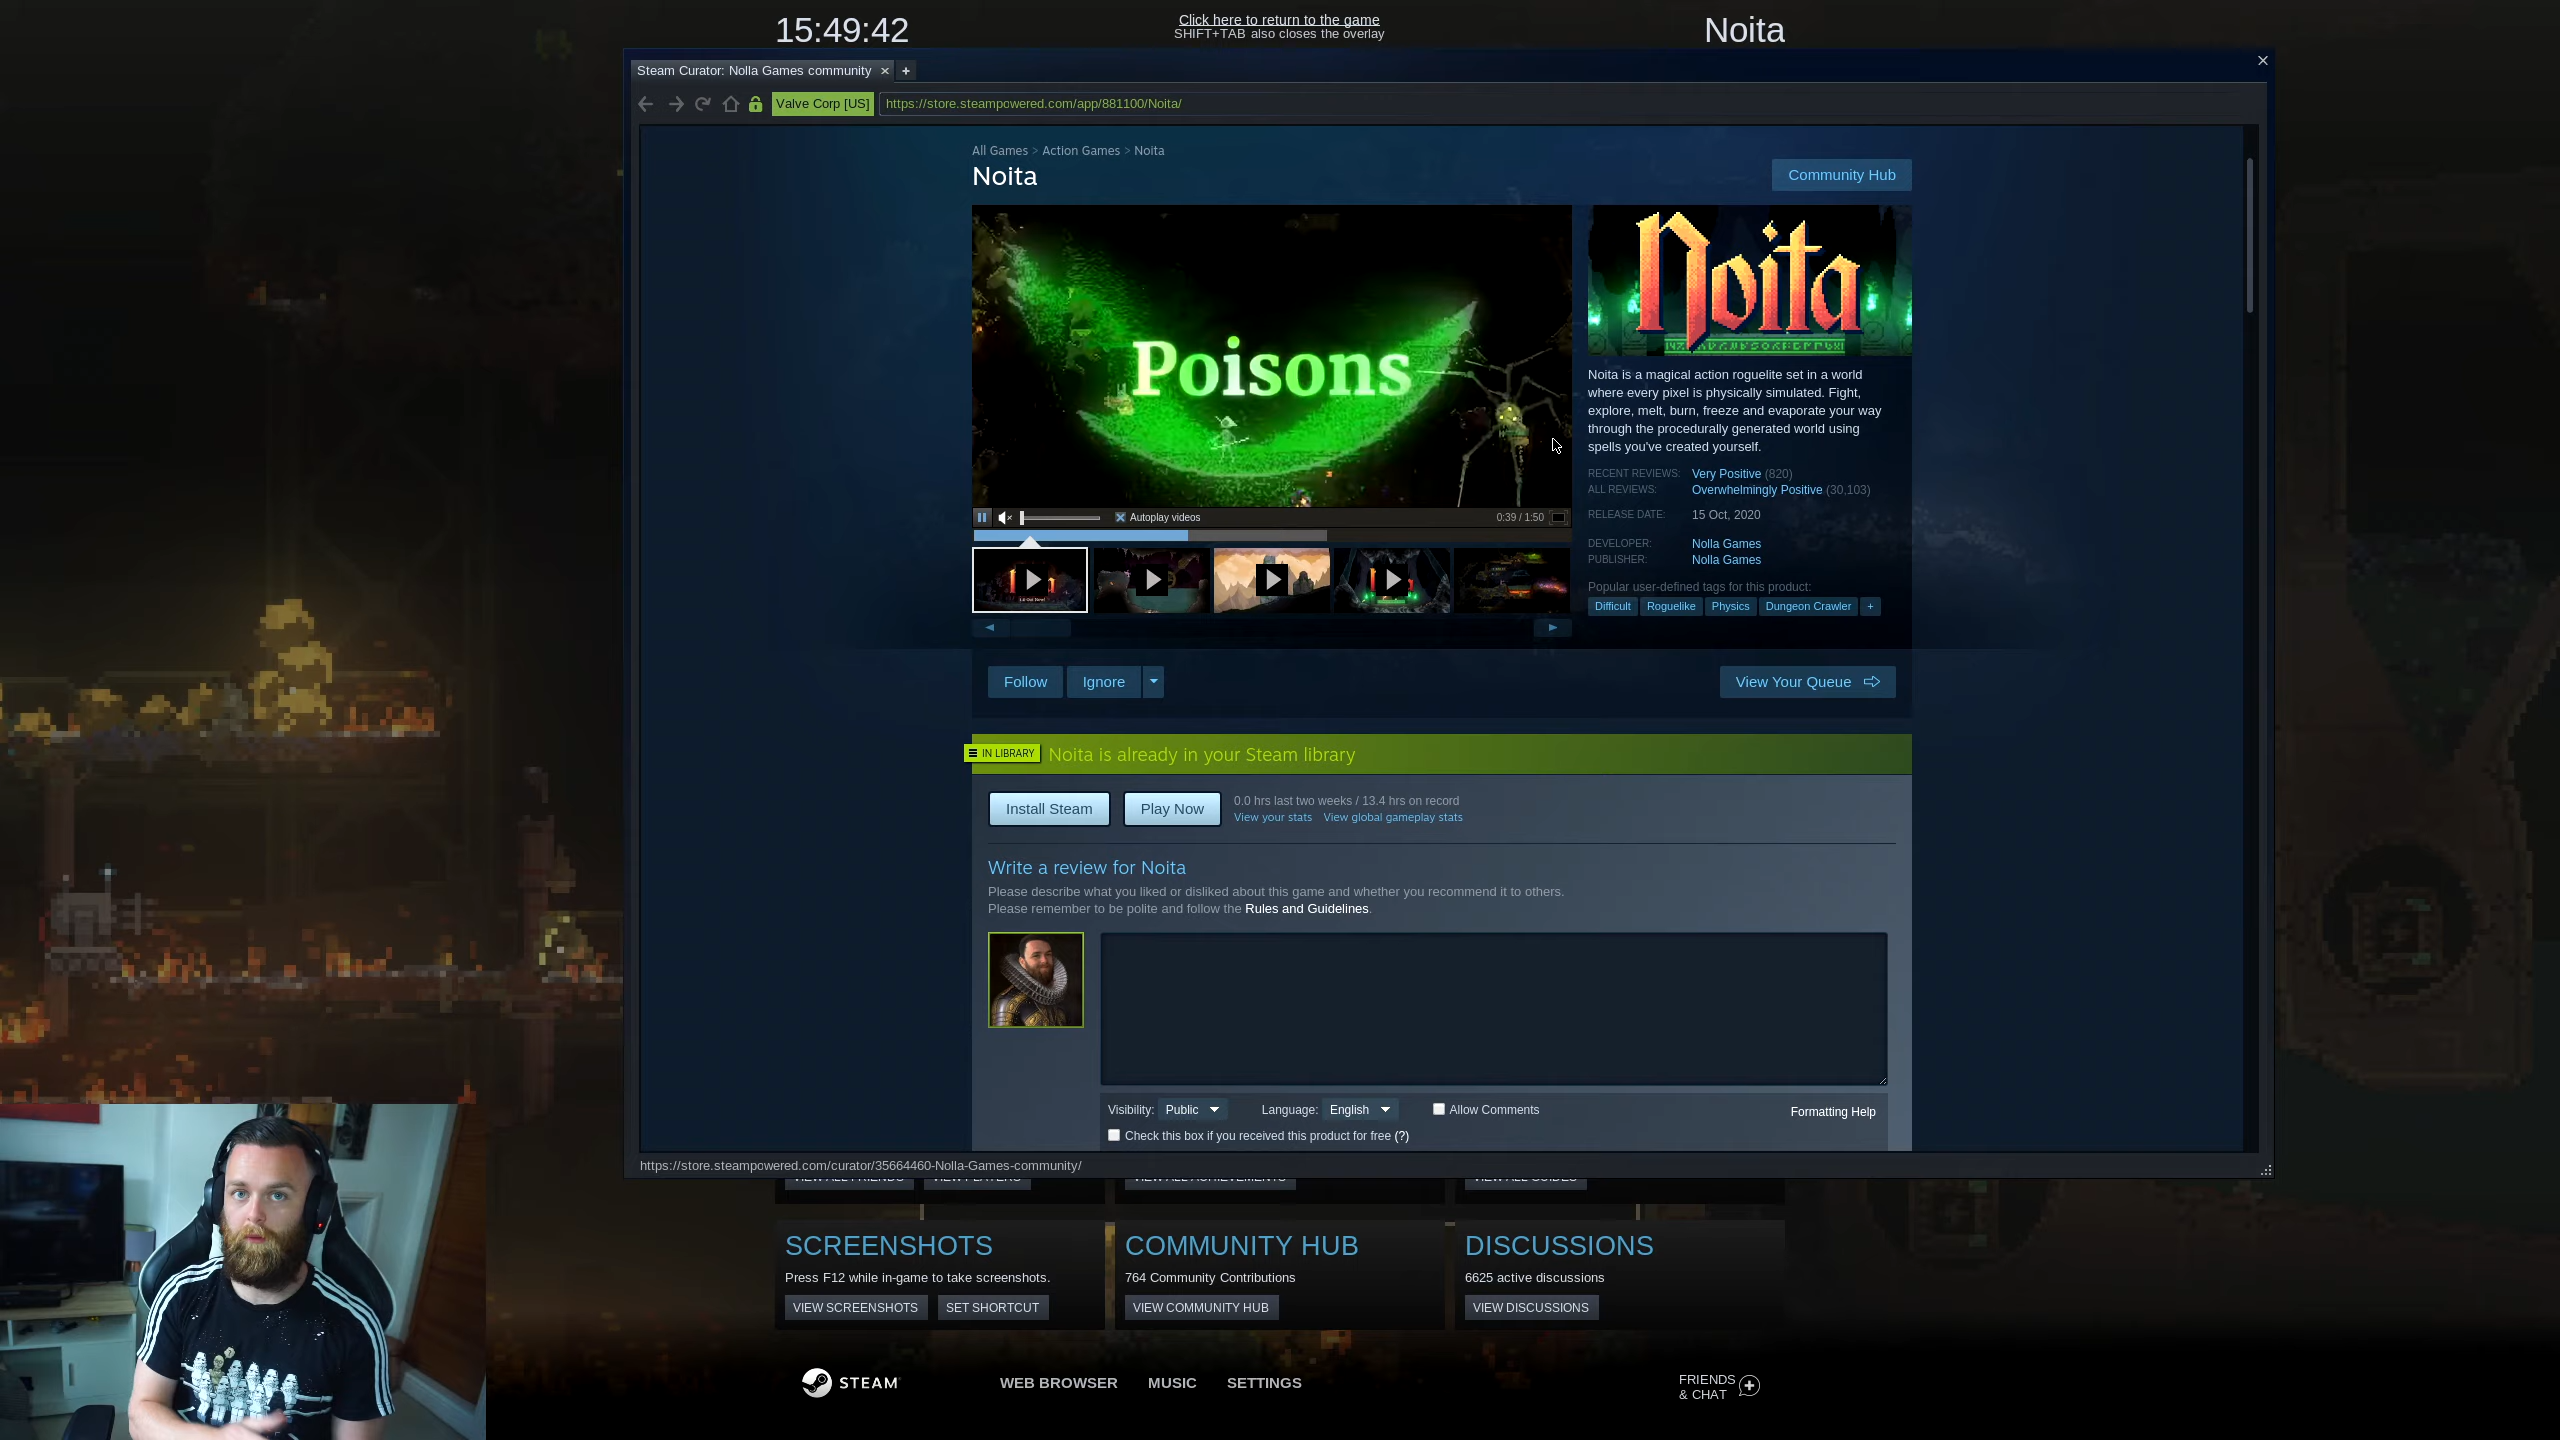 15:49:42
Click here to return to the game
SHIFT+TAB also closes the overlay
Noita
Steam Curator: Nolla Games community
Valve Corp [US]
https://store.steampowered.com/app/881100/Noita/
All Games > Action Games > Noita
Noita
Community Hub
Poisons
Noita
Noita is a magical action roguelite set in a world
where every pixel is physically simulated. Fight,
explore, melt, burn, freeze and evaporate your way
through the procedurally generated world using
spells you've created yourself.
RECENT REVIEWS: Very Positive (820)
ALL REVIEWS: Overwhelmingly Positive (30,103)
RELEASE DATE: 15 Oct, 2020
DEVELOPER: Nolla Games
PUBLISHER: Nolla Games
Popular user-defined tags for this product:
Difficult Roguelike Physics Dungeon Crawler +
Autoplay videos
0:39 / 1:50
Follow
Ignore
View Your Queue
IN LIBRARY
Noita is already in your Steam library
Install Steam
Play Now
0.0 hrs last two weeks / 13.4 hrs on record
View your stats View global gameplay stats
Write a review for Noita
Please describe what you liked or disliked about this game and whether you recommend it to others.
Please remember to be polite and follow the Rules and Guidelines.
Visibility: Public
Language: English
Allow Comments
Formatting Help
Check this box if you received this product for free (?)
https://store.steampowered.com/curator/35664460-Nolla-Games-community/
VIEW ALL FRIENDS
VIEW PLAYERS
VIEW ALL ACHIEVEMENTS
VIEW ALL GUIDES
SCREENSHOTS
Press F12 while in-game to take screenshots.
VIEW SCREENSHOTS
SET SHORTCUT
COMMUNITY HUB
764 Community Contributions
VIEW COMMUNITY HUB
DISCUSSIONS
6625 active discussions
VIEW DISCUSSIONS
STEAM
WEB BROWSER
MUSIC
SETTINGS
FRIENDS
& CHAT